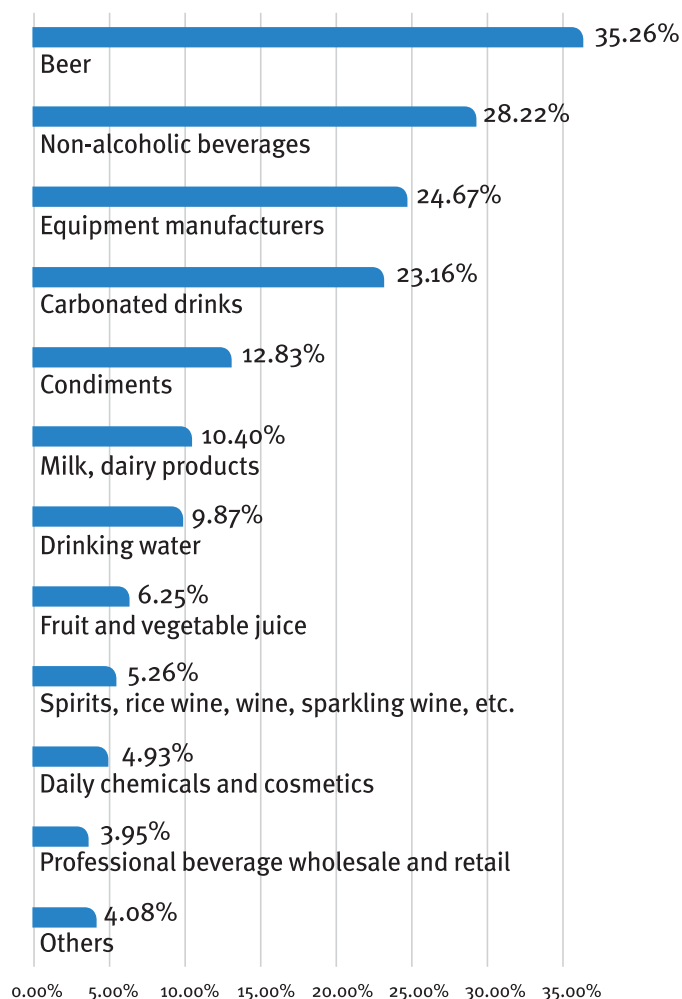 35.26%
Beer
28.22%
Non-alcoholic beverages
24.67%
Equipment manufacturers
23.16%
Carbonated drinks
12.83%
Condiments
10.40%
Milk, dairy products
9.87%
Drinking water
6.25%
Fruit and vegetable juice
5.26%
Spirits, rice wine, wine, sparkling wine, etc.
4.93%
Daily chemicals and cosmetics
3.95%
Professional beverage wholesale and retail
4.08%
Others
0.00% 5.00% 10.00% 15.00% 20.00% 25.00% 30.00% 35.00%